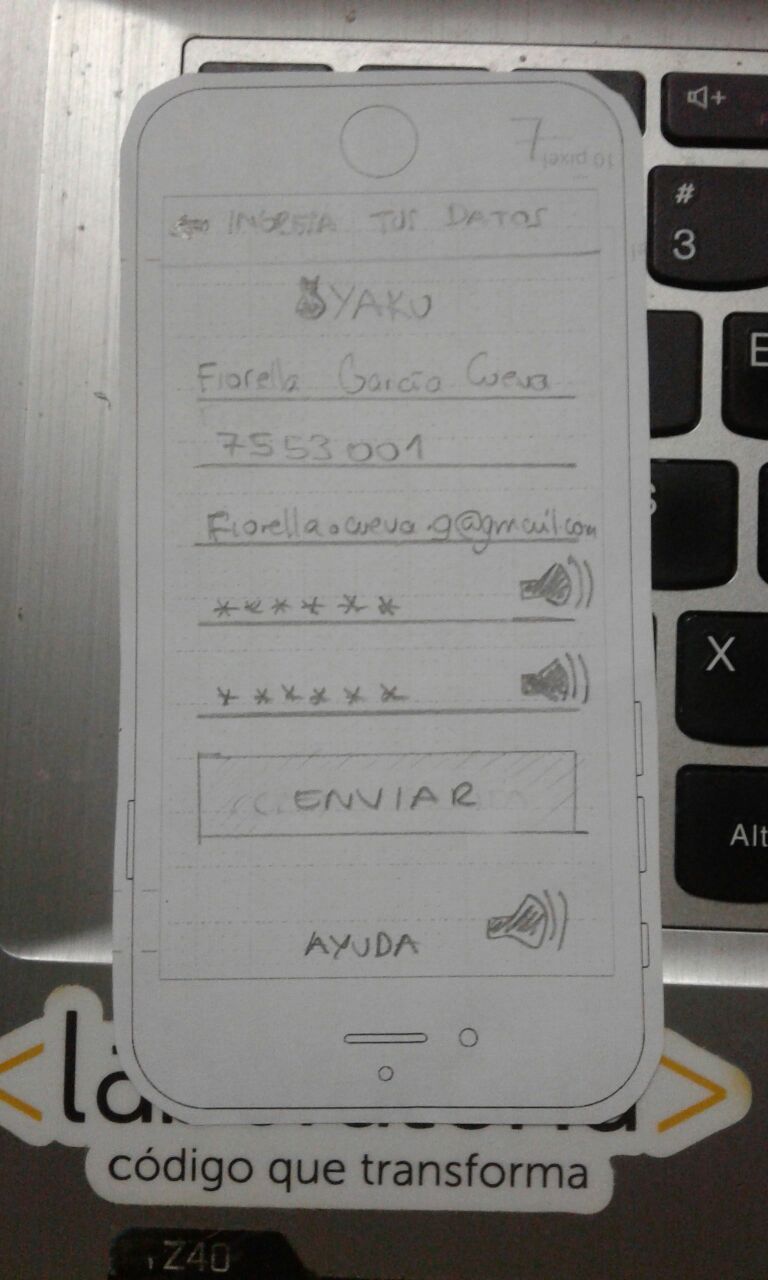 7
10 pixel
INGRESA TUS DATOS
YAKU
Fiorella García Cueva
7553001
Fiorella.cueva.g@gmail.com
******
******
ENVIAR
AYUDA
#
3
E
S
X
Alt
código que transforma
Z40